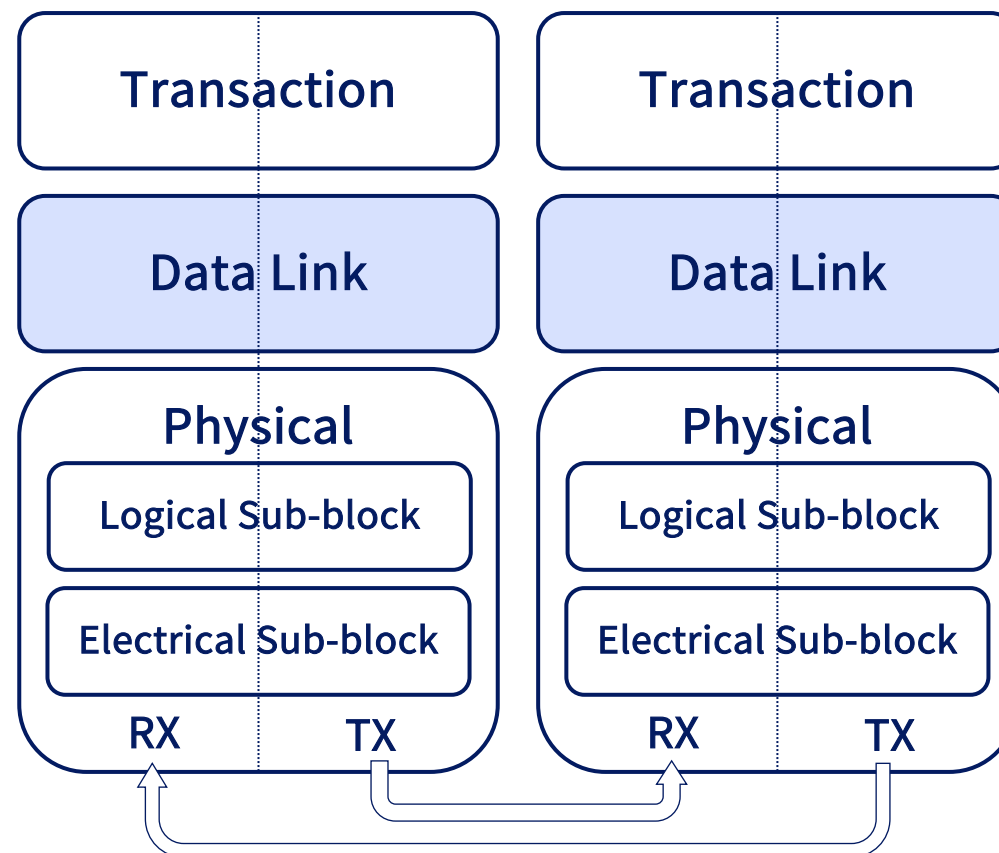 Transaction
Data Link
Physical
Logical Sub-block
Electrical Sub-block
RX TX
Transaction
Data Link
Physical
Logical Sub-block
Electrical Sub-block
RX TX